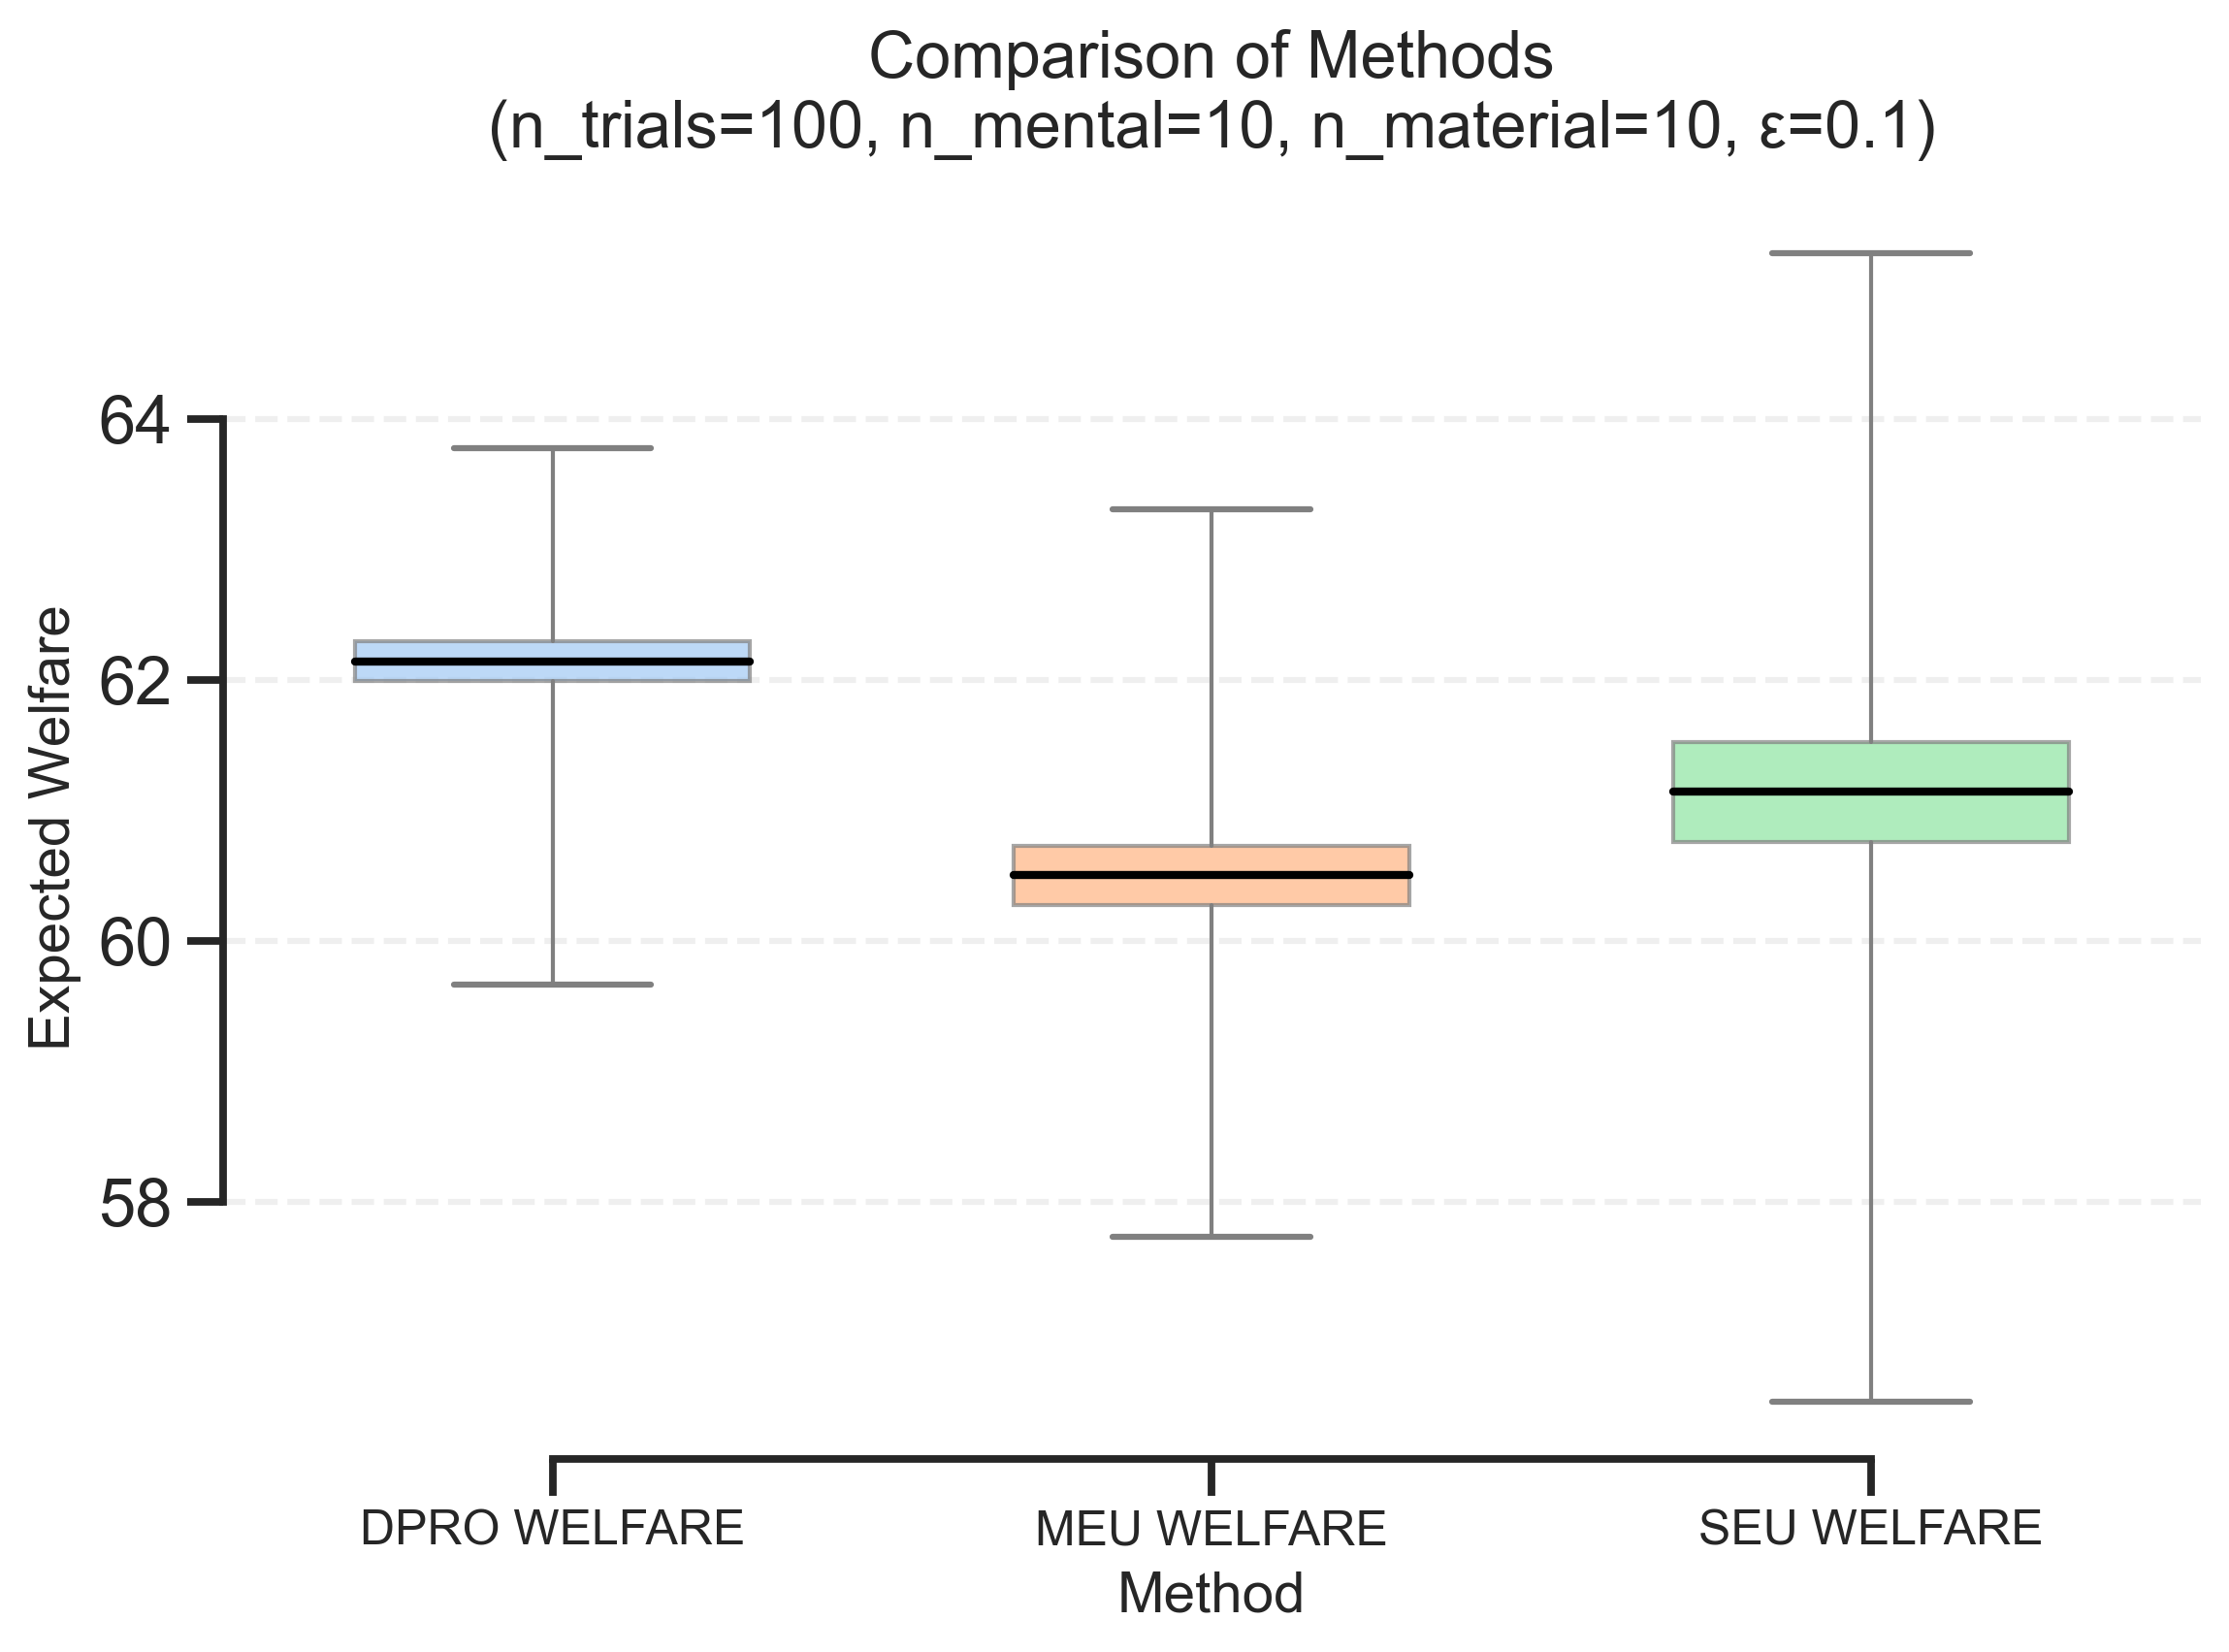 Comparison of Methods
(n_trials=100, n_mental=10, n_material=10, ε=0.1)
Expected Welfare
64
62
60
58
DPRO WELFARE
MEU WELFARE
SEU WELFARE
Method